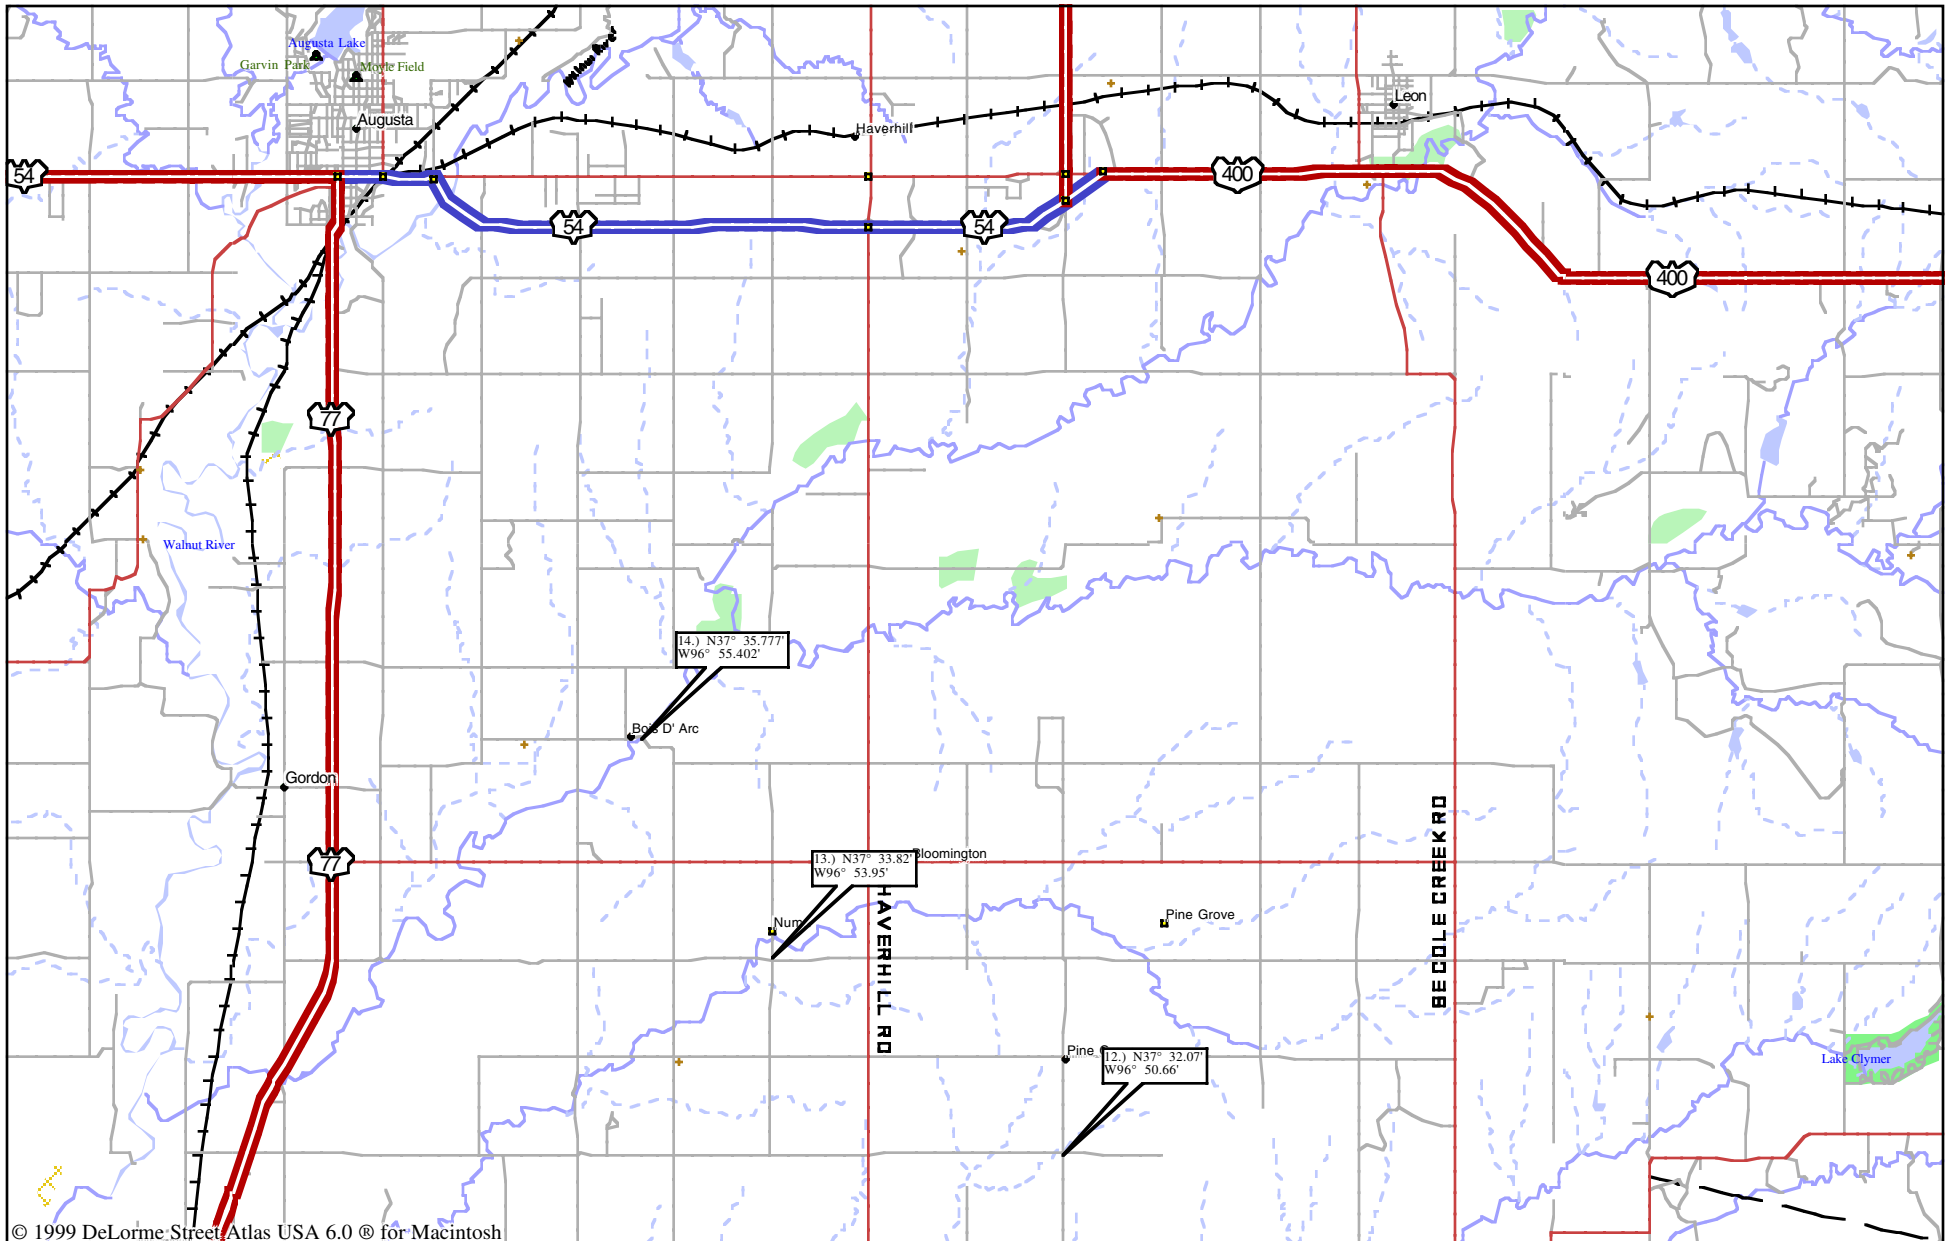 Augusta Lake
Garvin Park
Moyle Field
Augusta
Haverhill
Leon
54
400
54
54
400
77
Walnut River
14.) N37° 35.777'
W96° 55.402'
Bois D' Arc
Gordon
77
13.) N37° 33.82'
W96° 53.95'
Bloomington
BECOLE CREEK RD
HAVERHILL RD
Num
Pine Grove
Pine
12.) N37° 32.07'
W96° 50.66'
Lake Clymer
© 1999 DeLorme Street Atlas USA 6.0 ® for Macintosh